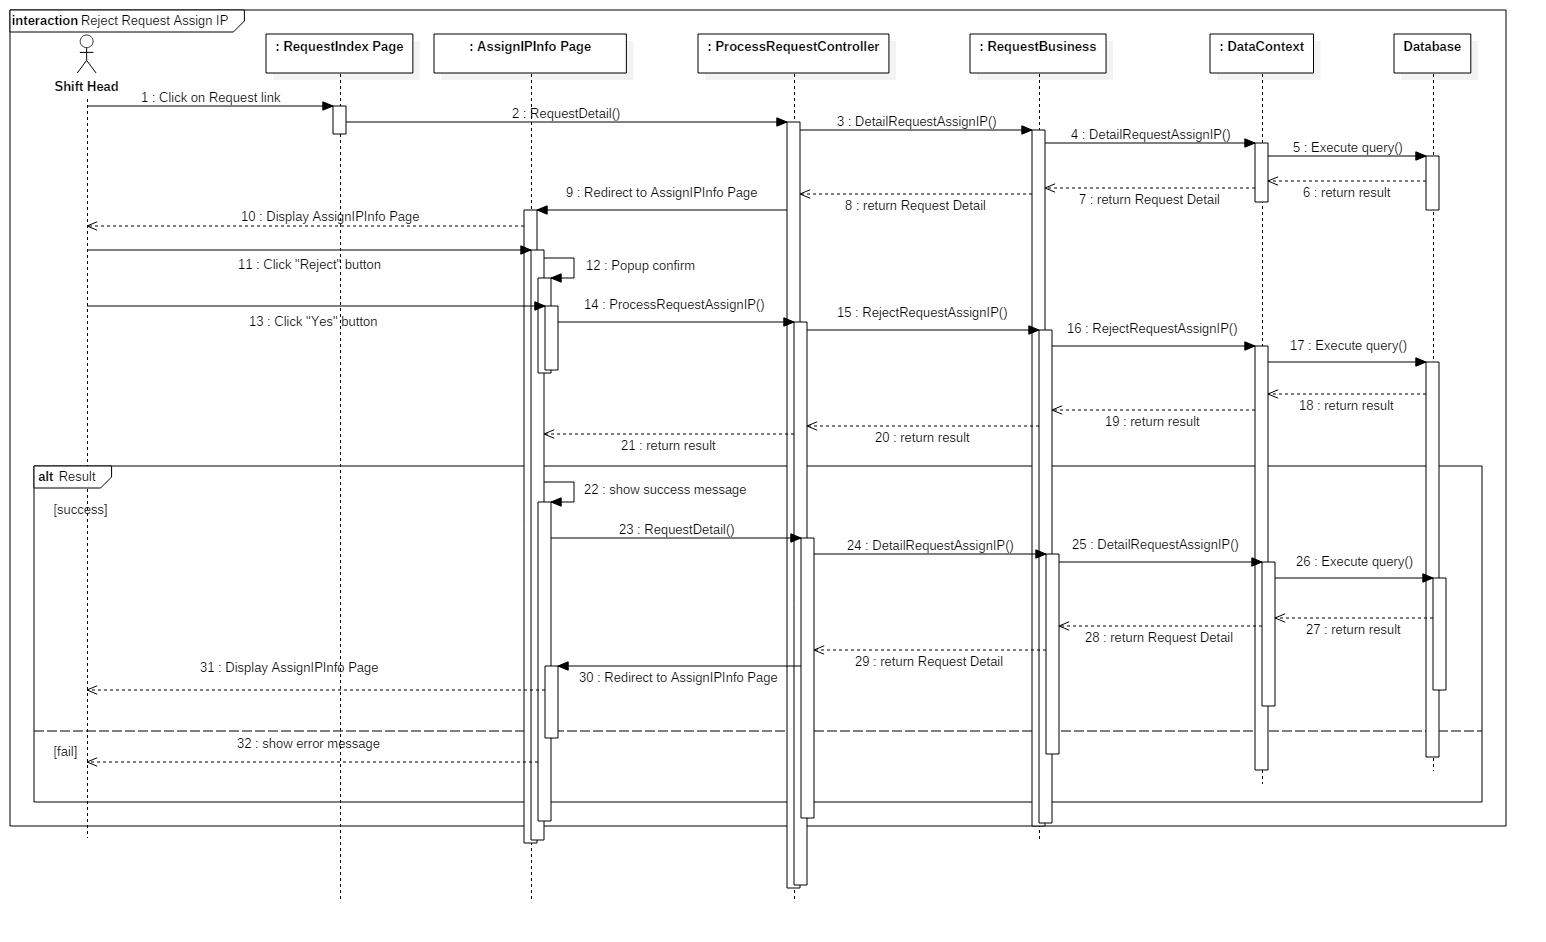 interaction Reject Request Assign IP
Shift Head
: RequestIndex Page
: AssignIPInfo Page
: ProcessRequestController
: RequestBusiness
: DataContext
Database
1 : Click on Request link
2 : RequestDetail()
3 : DetailRequestAssignIP()
4 : DetailRequestAssignIP()
5 : Execute query()
6 : return result
7 : return Request Detail
8 : return Request Detail
9 : Redirect to AssignIPInfo Page
10 : Display AssignIPInfo Page
11 : Click "Reject" button
12 : Popup confirm
13 : Click "Yes" button
14 : ProcessRequestAssignIP()
15 : RejectRequestAssignIP()
16 : RejectRequestAssignIP()
17 : Execute query()
18 : return result
19 : return result
20 : return result
21 : return result
alt Result
[success]
22 : show success message
23 : RequestDetail()
24 : DetailRequestAssignIP()
25 : DetailRequestAssignIP()
26 : Execute query()
27 : return result
28 : return Request Detail
29 : return Request Detail
30 : Redirect to AssignIPInfo Page
31 : Display AssignIPInfo Page
[fail]
32 : show error message